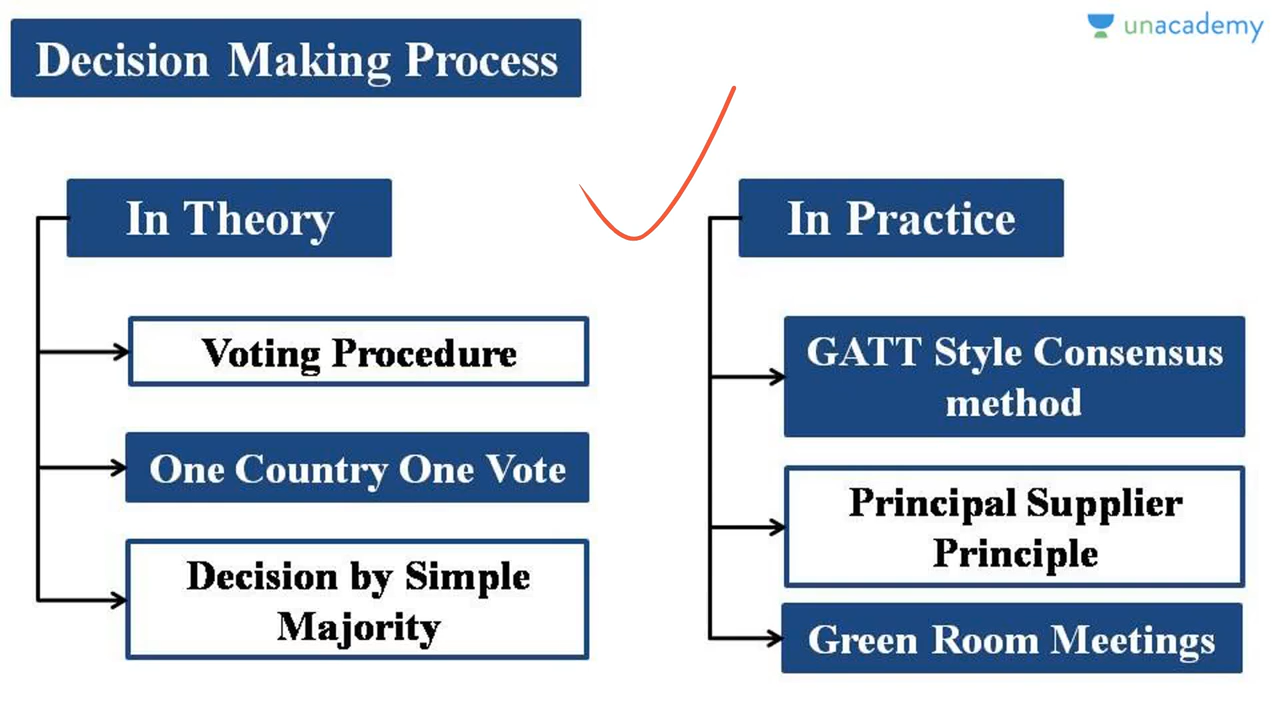 Decision Making Process
unacademy
In Theory
Voting Procedure
One Country One Vote
Decision by Simple
Majority
In Practice
GATT Style Consensus
method
Principal Supplier
Principle
Green Room Meetings